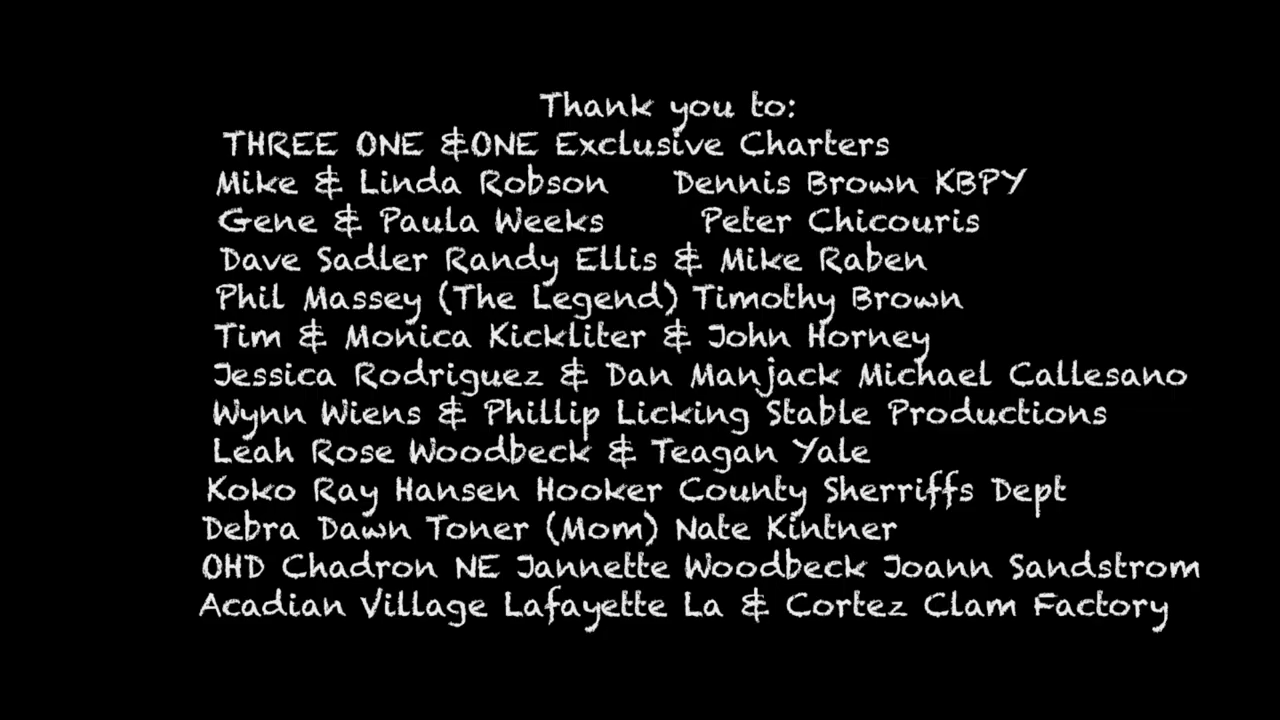 Thank you to:
THREE ONE &ONE Exclusive Charters
Mike & Linda Robson Dennis Brown KBPY
Gene & Paula Weeks Peter Chicouris
Dave Sadler Randy Ellis & Mike Raben
Phil Massey (The Legend) Timothy Brown
Tim & Monica Kickliter & John Horney
Jessica Rodriguez & Dan Manjack Michael Callesano
Wynn Wiens & Phillip Licking Stable Productions
Leah Rose Woodbeck & Teagan Yale
Koko Ray Hansen Hooker County Sherriffs Dept
Debra Dawn Toner (Mom) Nate Kintner
OHD Chadron NE Jannette Woodbeck Joann Sandstrom
Acadian Village Lafayette La & Cortez Clam Factory